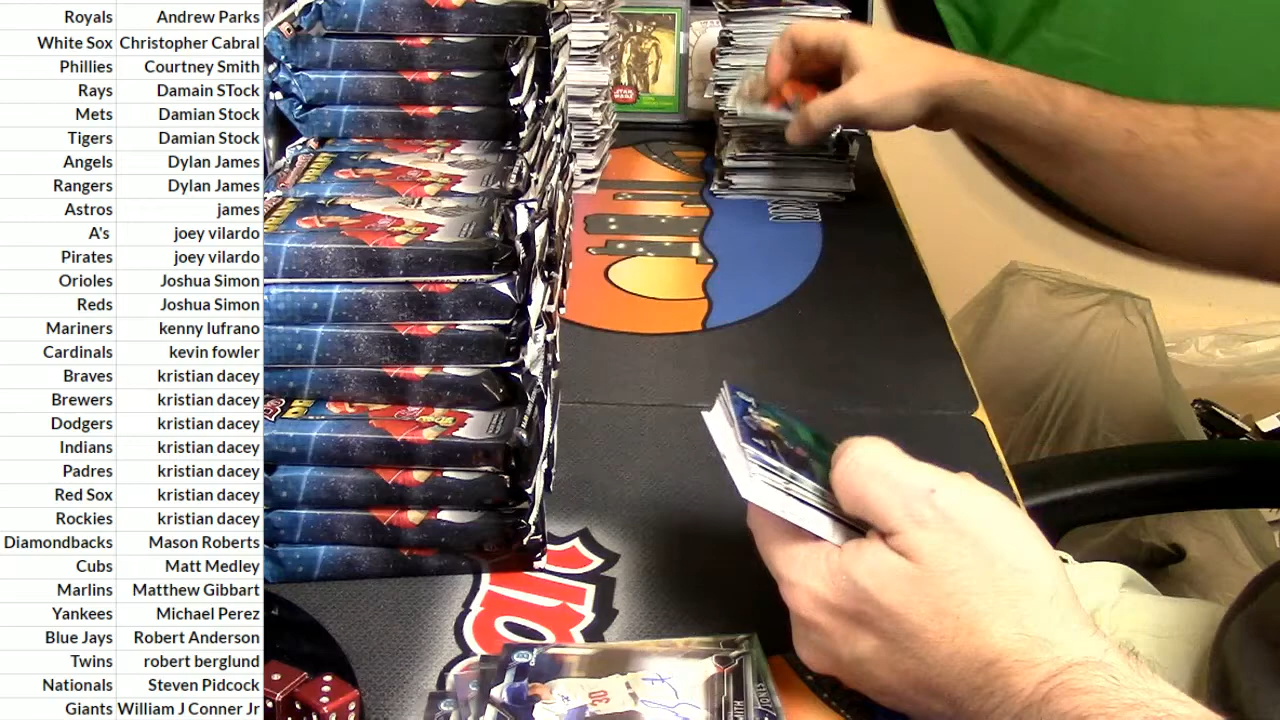 Royals Andrew Parks
White Sox Christopher Cabral
Phillies Courtney Smith
Rays Damain STock
Mets Damian Stock
Tigers Damian Stock
Angels Dylan James
Rangers Dylan James
Astros james
A's joey vilardo
Pirates joey vilardo
Orioles Joshua Simon
Reds Joshua Simon
Mariners kenny lufrano
Cardinals kevin fowler
Braves kristian dacey
Brewers kristian dacey
Dodgers kristian dacey
Indians kristian dacey
Padres kristian dacey
Red Sox kristian dacey
Rockies kristian dacey
Diamondbacks Mason Roberts
Cubs Matt Medley
Marlins Matthew Gibbart
Yankees Michael Perez
Blue Jays Robert Anderson
Twins robert berglund
Nationals Steven Pidcock
Giants William J Conner Jr
STAR WARS
30
JONES